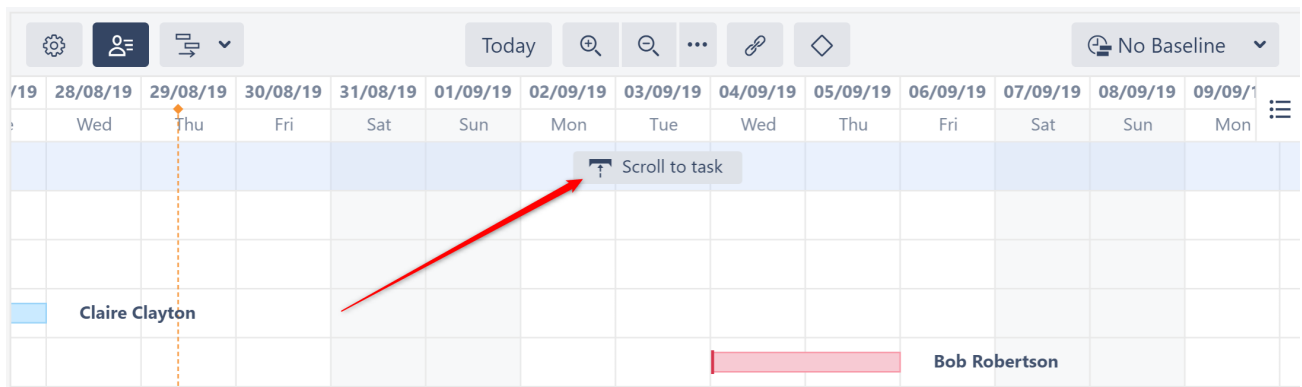 Today
No Baseline
/19 28/08/19 29/08/19 30/08/19 31/08/19 01/09/19 02/09/19 03/09/19 04/09/19 05/09/19 06/09/19 07/09/19 08/09/19 09/09/1
Wed Thu Fri Sat Sun Mon Tue Wed Thu Fri Sat Sun Mon
Scroll to task
Claire Clayton
Bob Robertson